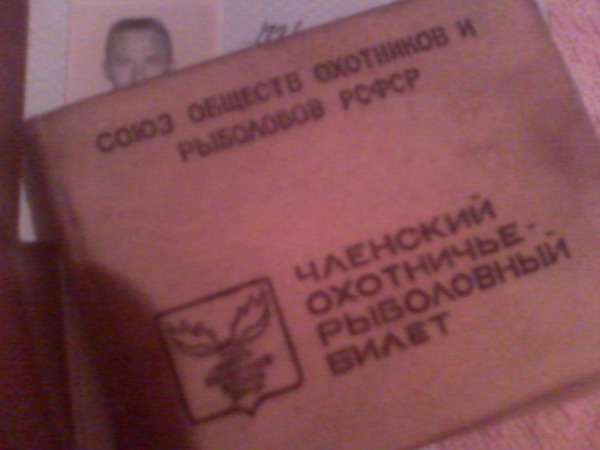 СОЮЗ ОБЩЕСТВ ОХОТНИКОВ И
РЫБОЛОВОВ РСФСР
ЧЛЕНСКИЙ
ОХОТНИЧЬЕ-
РЫБОЛОВНЫЙ
БИЛЕТ